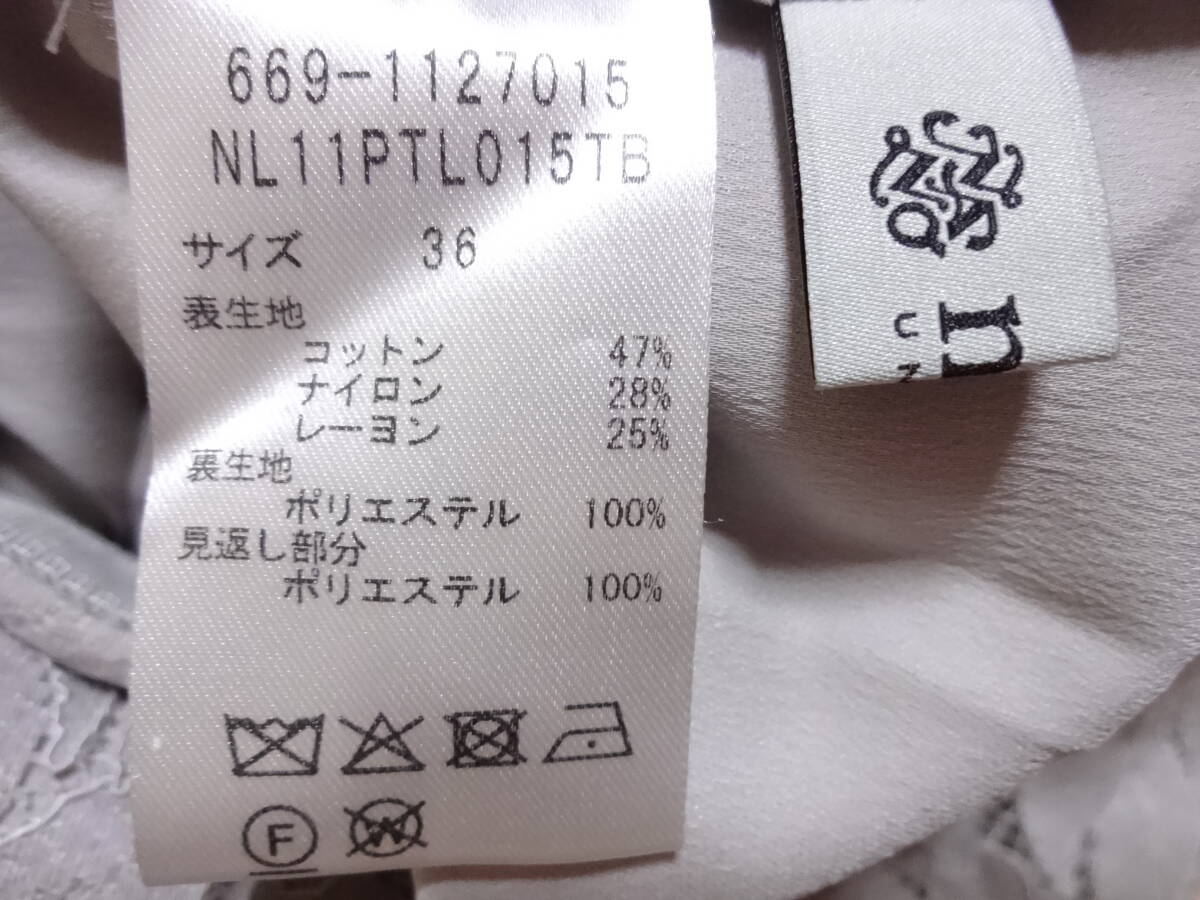 669-1127015
NL11PTL015TB
サイズ 36
表生地
コットン 47%
ナイロン 28%
レーヨン 25%
裏生地
ポリエステル 100%
見返し部分
ポリエステル 100%
F
W
n
U N